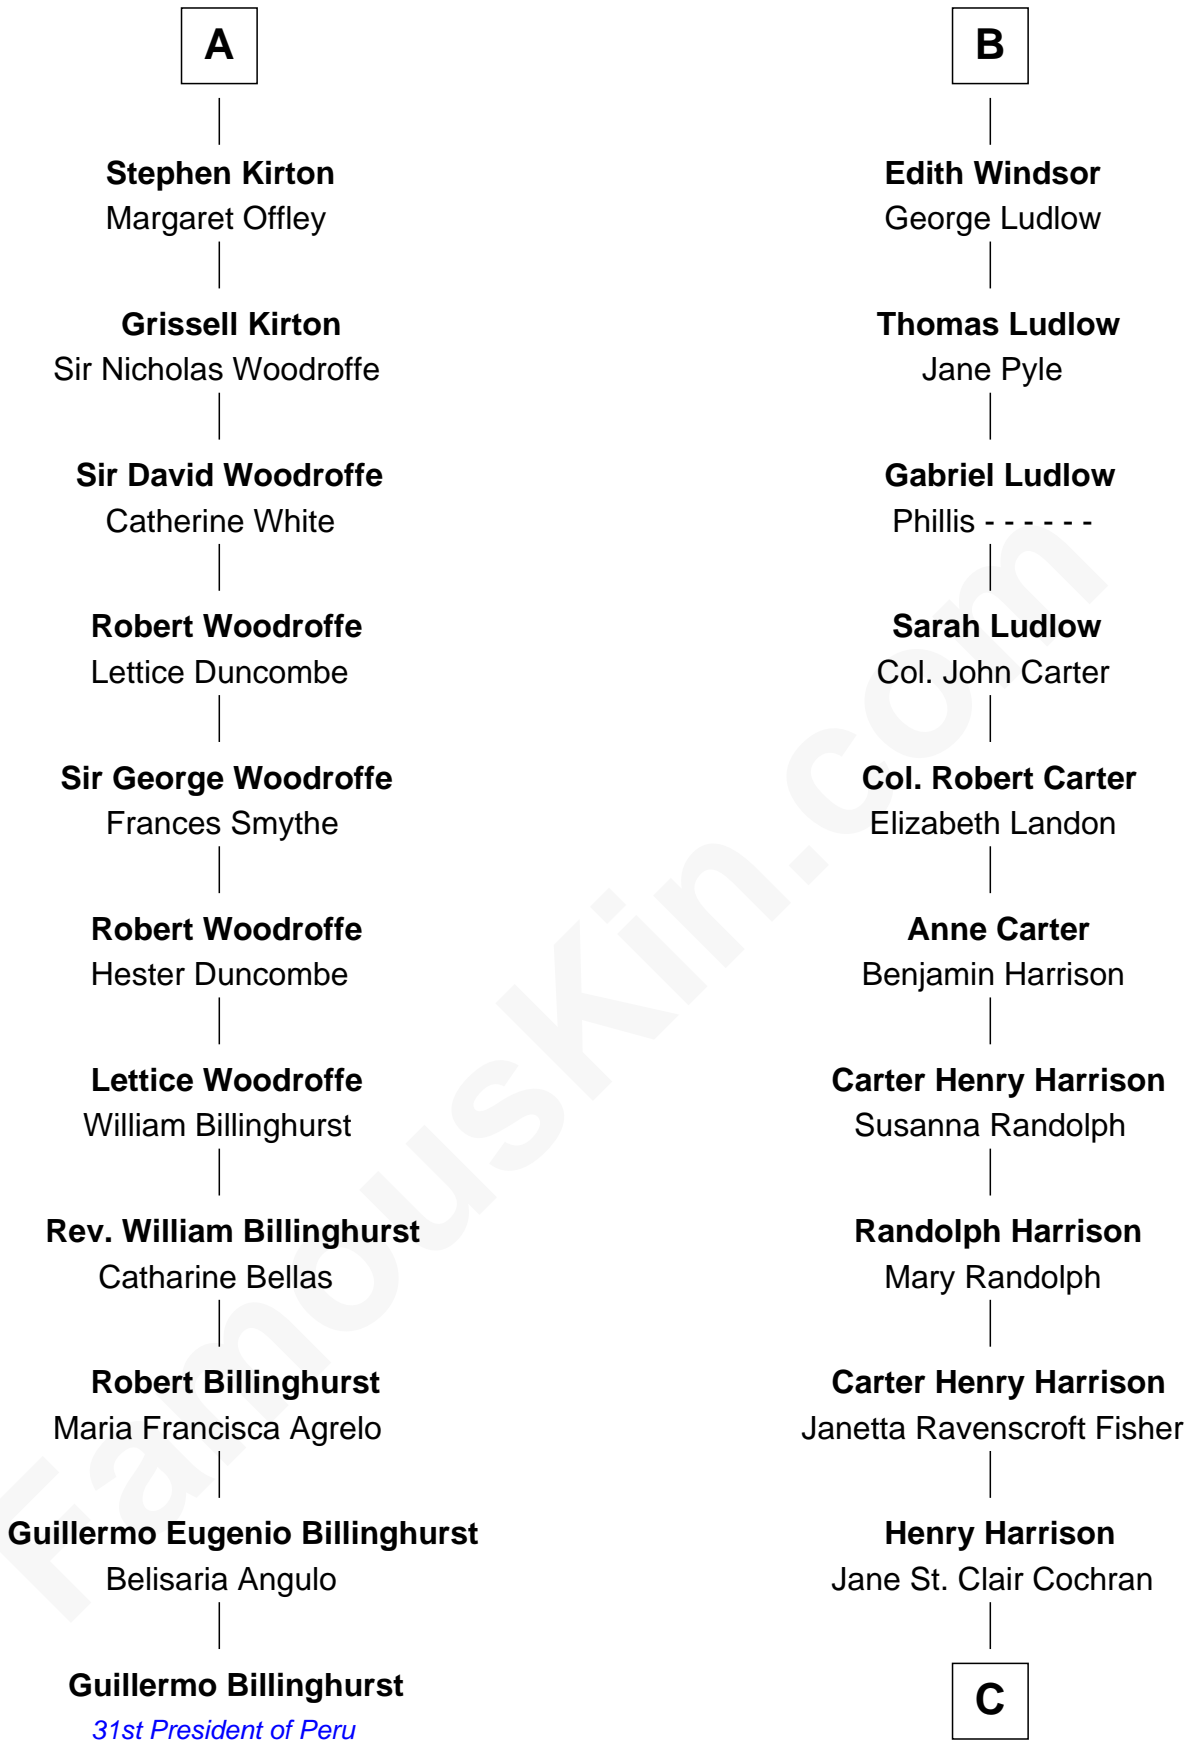 A
Stephen Kirton
Margaret Offley
Grissell Kirton
Sir Nicholas Woodroffe
Sir David Woodroffe
Catherine White
Robert Woodroffe
Lettice Duncombe
Sir George Woodroffe
Frances Smythe
Robert Woodroffe
Hester Duncombe
Lettice Woodroffe
William Billinghurst
Rev. William Billinghurst
Catharine Bellas
Robert Billinghurst
Maria Francisca Agrelo
Guillermo Eugenio Billinghurst
Belisaria Angulo
Guillermo Billinghurst
31st President of Peru
B
Edith Windsor
George Ludlow
Thomas Ludlow
Jane Pyle
Gabriel Ludlow
Phillis - - - - - -
Sarah Ludlow
Col. John Carter
Col. Robert Carter
Elizabeth Landon
Anne Carter
Benjamin Harrison
Carter Henry Harrison
Susanna Randolph
Randolph Harrison
Mary Randolph
Carter Henry Harrison
Janetta Ravenscroft Fisher
Henry Harrison
Jane St. Clair Cochran
C
FamousKin.com